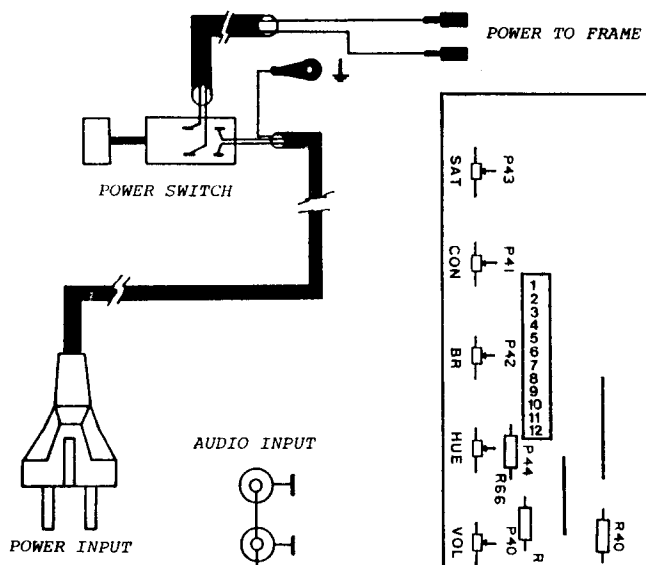 POWER TO FRAME
POWER SWITCH
SAT
P43
CON
P41
1
2
3
4
5
6
7
8
9
10
11
12
BR
P42
HUE
P44
R66
AUDIO INPUT
POWER INPUT
VOL
P40
R
R40